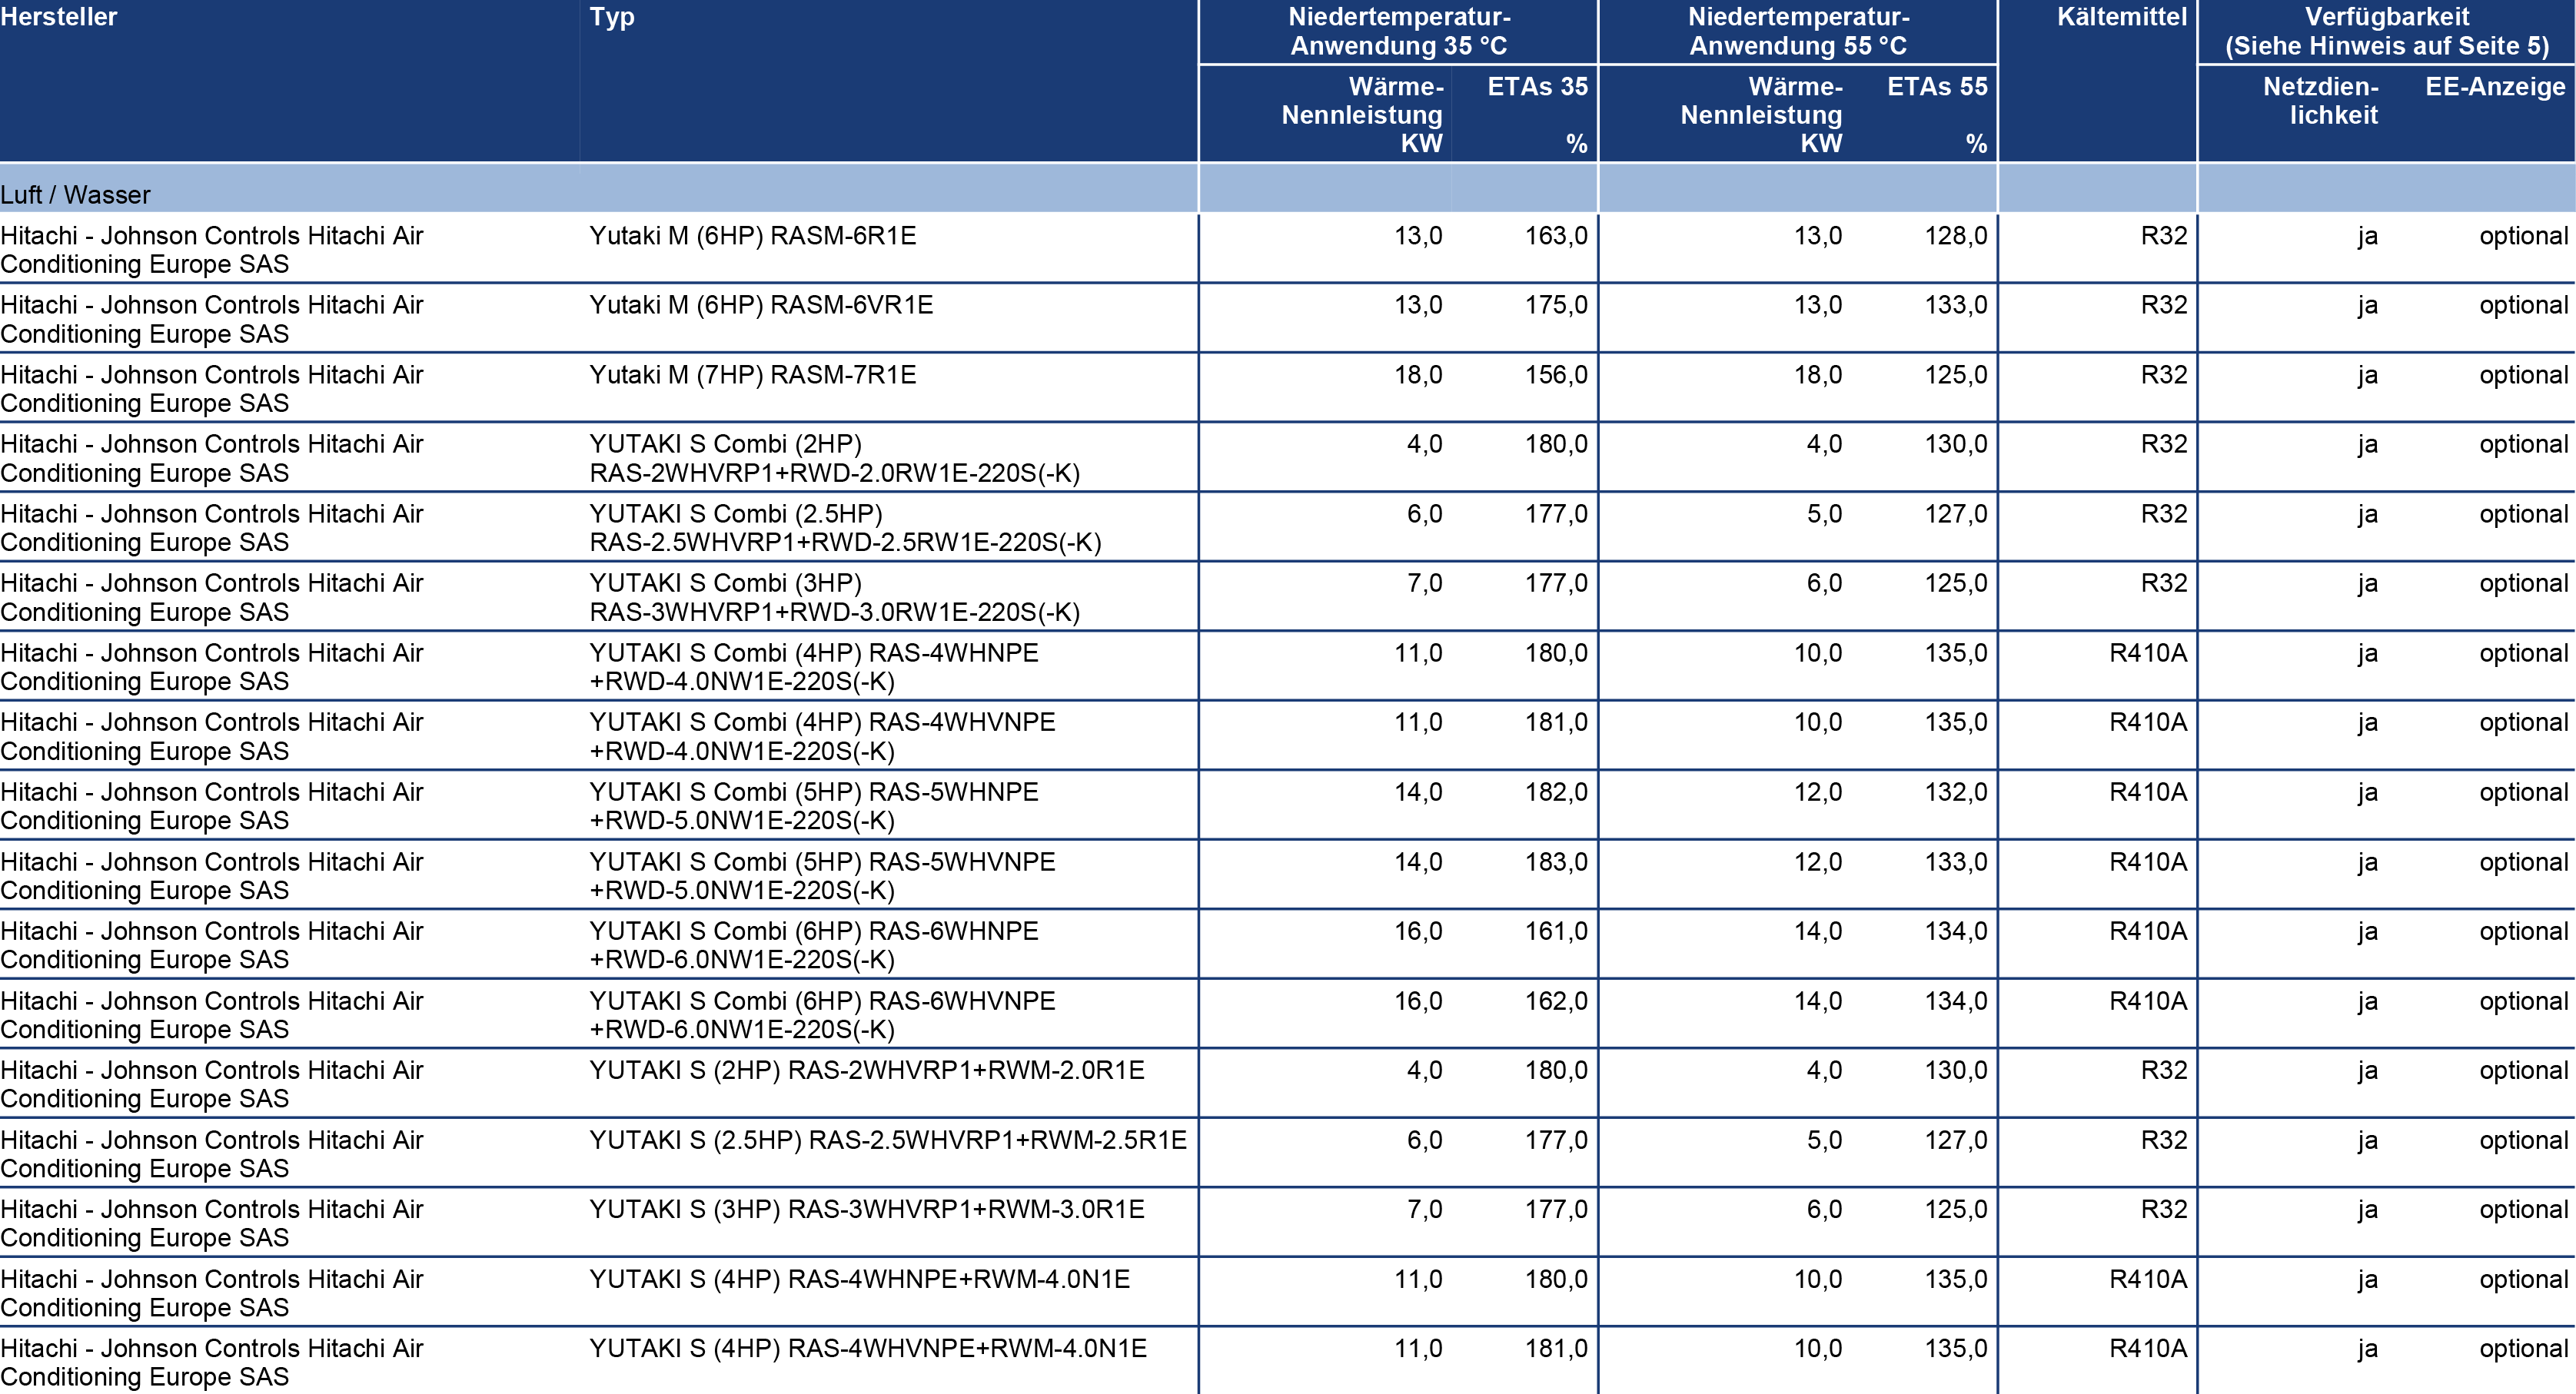 Hersteller Typ Niedertemperatur- Niedertemperatur- Kältemittel Verfügbarkeit
Anwendung 35 °C Anwendung 55 °C (Siehe Hinweis auf Seite 5)
Wärme- ETAs 35 Wärme- ETAs 55 Netzdien- EE-Anzeige
Nennleistung Nennleistung lichkeit
KW % KW %
Luft / Wasser
Hitachi - Johnson Controls Hitachi Air Yutaki M (6HP) RASM-6R1E 13,0 163,0 13,0 128,0 R32 ja optional
Conditioning Europe SAS
Hitachi - Johnson Controls Hitachi Air Yutaki M (6HP) RASM-6VR1E 13,0 175,0 13,0 133,0 R32 ja optional
Conditioning Europe SAS
Hitachi - Johnson Controls Hitachi Air Yutaki M (7HP) RASM-7R1E 18,0 156,0 18,0 125,0 R32 ja optional
Conditioning Europe SAS
Hitachi - Johnson Controls Hitachi Air YUTAKI S Combi (2HP) 4,0 180,0 4,0 130,0 R32 ja optional
Conditioning Europe SAS RAS-2WHVRP1+RWD-2.0RW1E-220S(-K)
Hitachi - Johnson Controls Hitachi Air YUTAKI S Combi (2.5HP) 6,0 177,0 5,0 127,0 R32 ja optional
Conditioning Europe SAS RAS-2.5WHVRP1+RWD-2.5RW1E-220S(-K)
Hitachi - Johnson Controls Hitachi Air YUTAKI S Combi (3HP) 7,0 177,0 6,0 125,0 R32 ja optional
Conditioning Europe SAS RAS-3WHVRP1+RWD-3.0RW1E-220S(-K)
Hitachi - Johnson Controls Hitachi Air YUTAKI S Combi (4HP) RAS-4WHNPE 11,0 180,0 10,0 135,0 R410A ja optional
Conditioning Europe SAS +RWD-4.0NW1E-220S(-K)
Hitachi - Johnson Controls Hitachi Air YUTAKI S Combi (4HP) RAS-4WHVNPE 11,0 181,0 10,0 135,0 R410A ja optional
Conditioning Europe SAS +RWD-4.0NW1E-220S(-K)
Hitachi - Johnson Controls Hitachi Air YUTAKI S Combi (5HP) RAS-5WHNPE 14,0 182,0 12,0 132,0 R410A ja optional
Conditioning Europe SAS +RWD-5.0NW1E-220S(-K)
Hitachi - Johnson Controls Hitachi Air YUTAKI S Combi (5HP) RAS-5WHVNPE 14,0 183,0 12,0 133,0 R410A ja optional
Conditioning Europe SAS +RWD-5.0NW1E-220S(-K)
Hitachi - Johnson Controls Hitachi Air YUTAKI S Combi (6HP) RAS-6WHNPE 16,0 161,0 14,0 134,0 R410A ja optional
Conditioning Europe SAS +RWD-6.0NW1E-220S(-K)
Hitachi - Johnson Controls Hitachi Air YUTAKI S Combi (6HP) RAS-6WHVNPE 16,0 162,0 14,0 134,0 R410A ja optional
Conditioning Europe SAS +RWD-6.0NW1E-220S(-K)
Hitachi - Johnson Controls Hitachi Air YUTAKI S (2HP) RAS-2WHVRP1+RWM-2.0R1E 4,0 180,0 4,0 130,0 R32 ja optional
Conditioning Europe SAS
Hitachi - Johnson Controls Hitachi Air YUTAKI S (2.5HP) RAS-2.5WHVRP1+RWM-2.5R1E 6,0 177,0 5,0 127,0 R32 ja optional
Conditioning Europe SAS
Hitachi - Johnson Controls Hitachi Air YUTAKI S (3HP) RAS-3WHVRP1+RWM-3.0R1E 7,0 177,0 6,0 125,0 R32 ja optional
Conditioning Europe SAS
Hitachi - Johnson Controls Hitachi Air YUTAKI S (4HP) RAS-4WHNPE+RWM-4.0N1E 11,0 180,0 10,0 135,0 R410A ja optional
Conditioning Europe SAS
Hitachi - Johnson Controls Hitachi Air YUTAKI S (4HP) RAS-4WHVNPE+RWM-4.0N1E 11,0 181,0 10,0 135,0 R410A ja optional
Conditioning Europe SAS